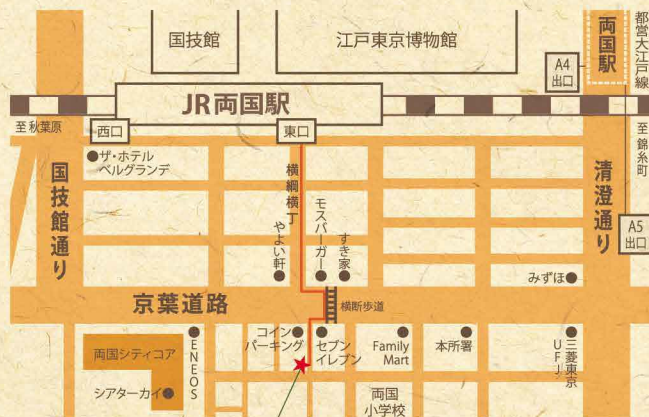 国技館
江戸東京博物館
両国駅
都営大江戸線
A4
出口
JR両国駅
至秋葉原
西口
東口
至錦糸町
ザ・ホテル
ベルグランデ
国技館通り
横綱横丁
清澄通り
やよい軒
モスバーガー
すき家
A5
出口
みずほ
京葉道路
横断歩道
両国シティコア
シアターカイ
ENEOS
コイン
パーキング
セブン
イレブン
Family
Mart
本所署
三菱東京
UFJ
両国
小学校